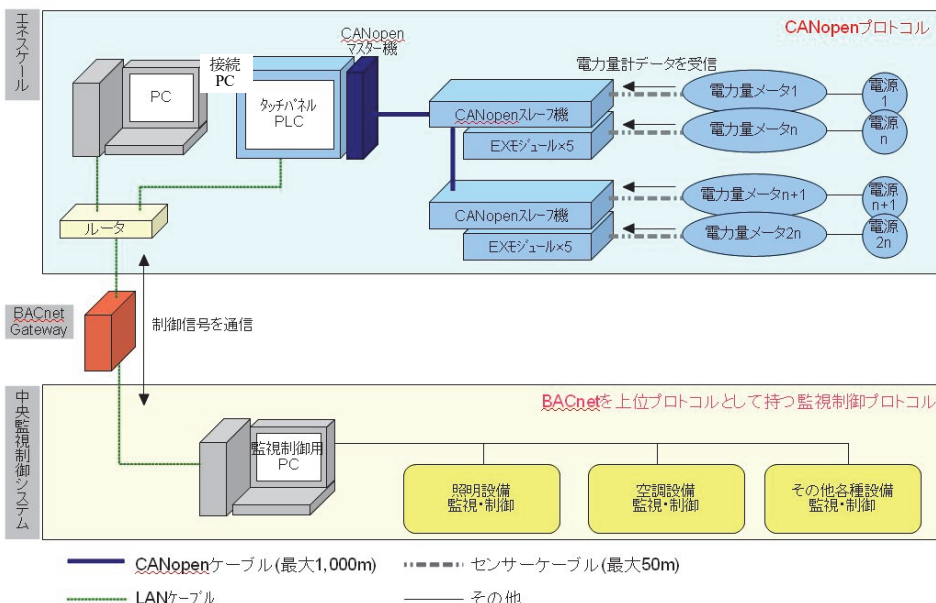 エネスケール
CANopenプロトコル
CANopen
マスター機
接続
PC
PC
タッチパネル
PLC
電力量計データを受信
CANopenスレーブ機
EXモジュール×5
電力量メータ1
電源
1
電力量メータn
電源
n
CANopenスレーブ機
EXモジュール×5
電力量メータn+1
電源
n+1
電力量メータ2n
電源
2n
ルータ
BACnet
Gateway
制御信号を通信
中央監視制御システム
BACnetを上位プロトコルとして持つ監視制御プロトコル
監視制御用
PC
照明設備
監視・制御
空調設備
監視・制御
その他各種設備
監視・制御
CANopenケーブル(最大1,000m)
センサーケーブル(最大50m)
LANケーブル
その他